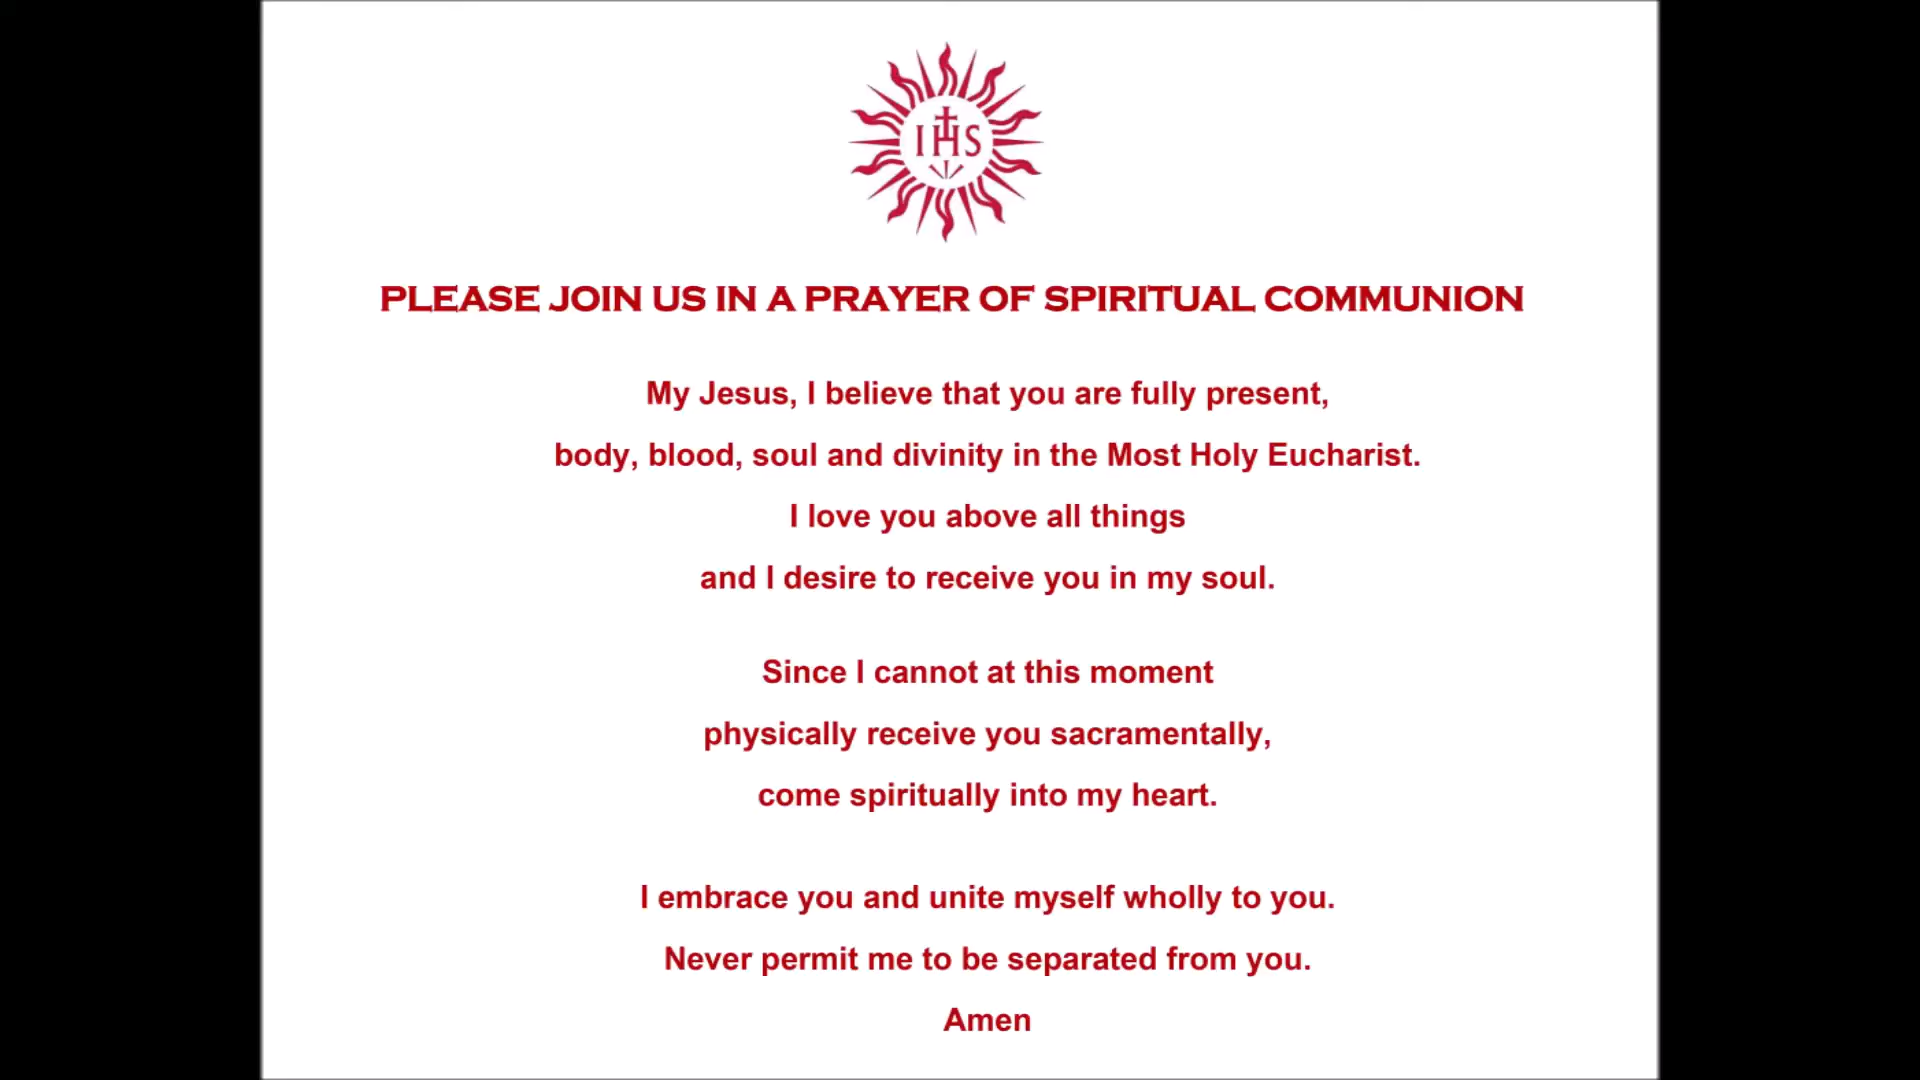 IHS
PLEASE JOIN US IN A PRAYER OF SPIRITUAL COMMUNION
My Jesus, I believe that you are fully present,
body, blood, soul and divinity in the Most Holy Eucharist.
I love you above all things
and I desire to receive you in my soul.
Since I cannot at this moment
physically receive you sacramentally,
come spiritually into my heart.
I embrace you and unite myself wholly to you.
Never permit me to be separated from you.
Amen